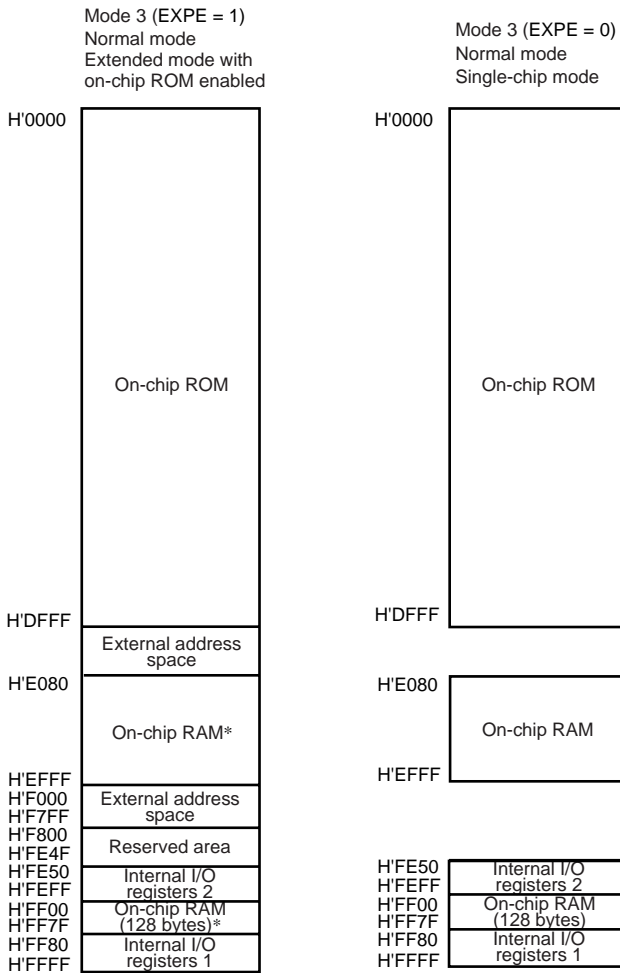 Mode 3 (EXPE = 1)
Normal mode
Extended mode with
on-chip ROM enabled
H'0000
On-chip ROM
H'DFFF
External address
space
H'E080
On-chip RAM*
H'EFFF
H'F000
External address
space
H'F7FF
H'F800
Reserved area
H'FE4F
H'FE50
Internal I/O
registers 2
H'FEFF
H'FF00
On-chip RAM
(128 bytes)*
H'FF7F
H'FF80
Internal I/O
registers 1
H'FFFF
Mode 3 (EXPE = 0)
Normal mode
Single-chip mode
H'0000
On-chip ROM
H'DFFF
H'E080
On-chip RAM
H'EFFF
H'FE50
Internal I/O
registers 2
H'FEFF
H'FF00
On-chip RAM
(128 bytes)
H'FF7F
H'FF80
Internal I/O
registers 1
H'FFFF